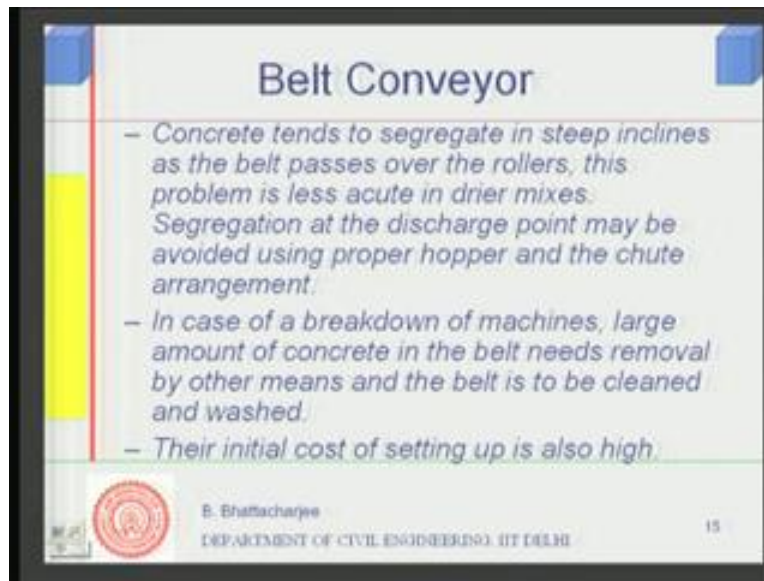 Belt Conveyor
– Concrete tends to segregate in steep inclines
as the belt passes over the rollers, this
problem is less acute in drier mixes.
Segregation at the discharge point may be
avoided using proper hopper and the chute
arrangement.
– In case of a breakdown of machines, large
amount of concrete in the belt needs removal
by other means and the belt is to be cleaned
and washed.
– Their initial cost of setting up is also high.
B. Bhattacharjee
DEPARTMENT OF CIVIL ENGINEERING, IIT DELHI
15